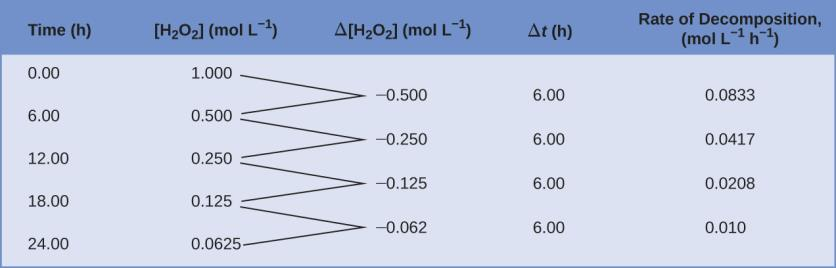 Time (h) [H₂O₂] (mol L⁻¹) Δ[H₂O₂] (mol L⁻¹) Δt (h) Rate of Decomposition, (mol L⁻¹ h⁻¹)
0.00 1.000
−0.500 6.00 0.0833
6.00 0.500
−0.250 6.00 0.0417
12.00 0.250
−0.125 6.00 0.0208
18.00 0.125
−0.062 6.00 0.010
24.00 0.0625